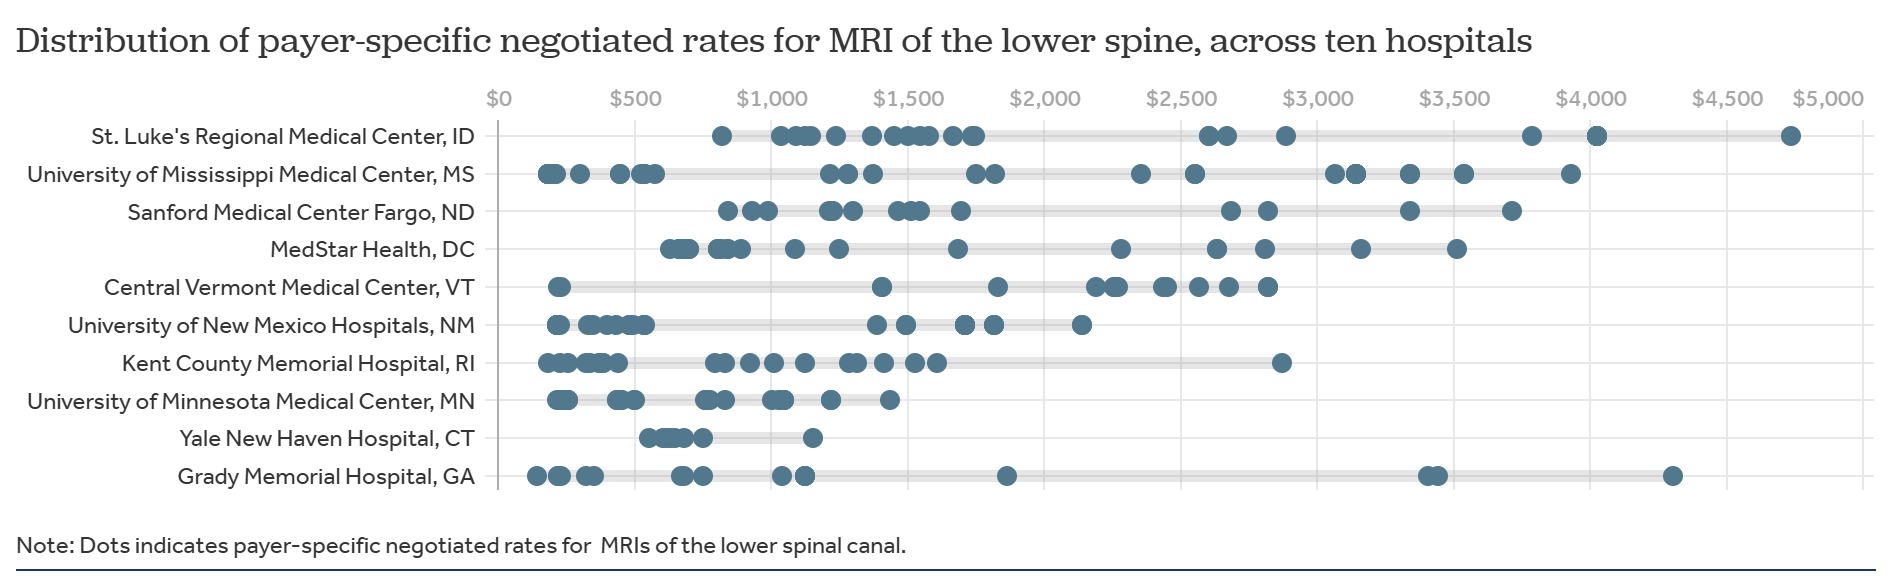 Distribution of payer-specific negotiated rates for MRI of the lower spine, across ten hospitals
$0 $500 $1,000 $1,500 $2,000 $2,500 $3,000 $3,500 $4,000 $4,500 $5,000
St. Luke's Regional Medical Center, ID
University of Mississippi Medical Center, MS
Sanford Medical Center Fargo, ND
MedStar Health, DC
Central Vermont Medical Center, VT
University of New Mexico Hospitals, NM
Kent County Memorial Hospital, RI
University of Minnesota Medical Center, MN
Yale New Haven Hospital, CT
Grady Memorial Hospital, GA
Note: Dots indicates payer-specific negotiated rates for  MRIs of the lower spinal canal.